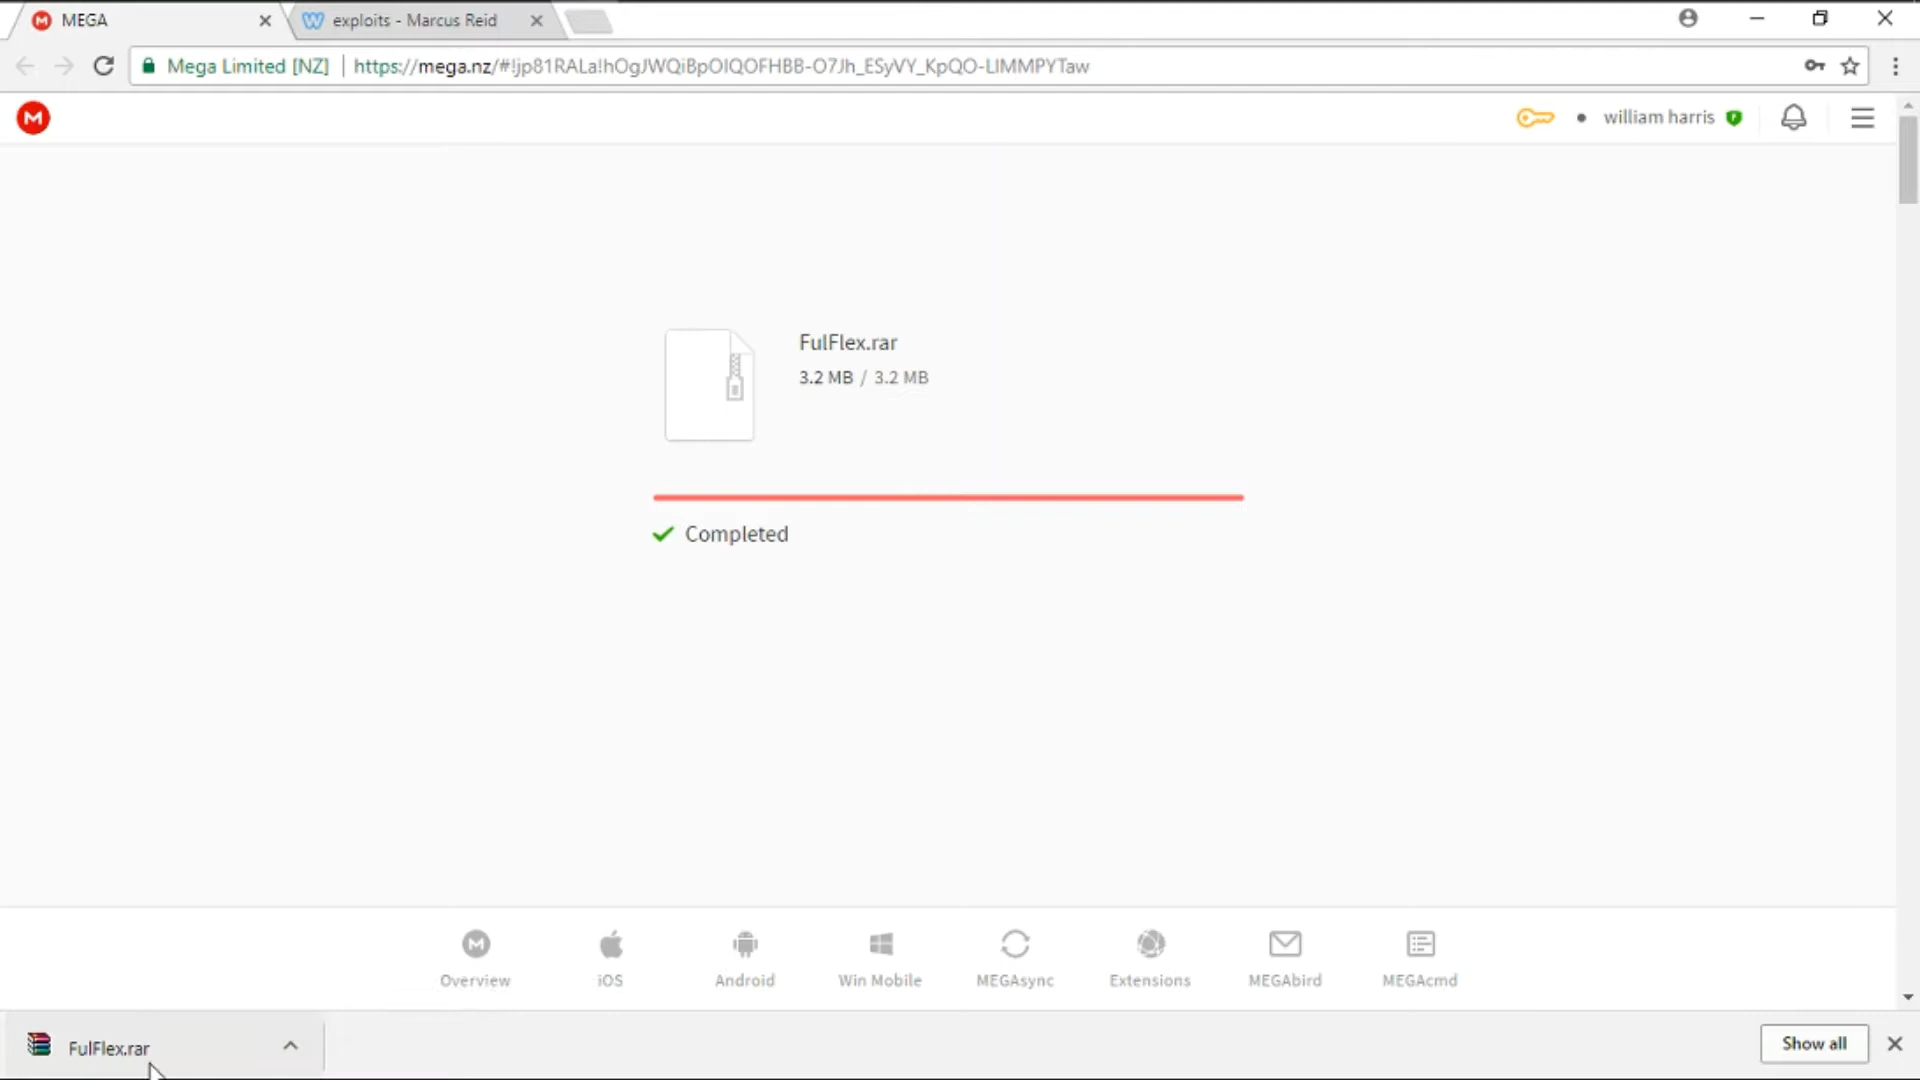 MEGA
exploits - Marcus Reid
Mega Limited [NZ]
https://mega.nz/#!jp81RALa!hOgJWQiBpOIQOFHBB-O7Jh_ESyVY_KpQO-LIMMPYTaw
william harris
FulFlex.rar
3.2 MB / 3.2 MB
Completed
Overview
iOS
Android
Win Mobile
MEGAsync
Extensions
MEGAbird
MEGAcmd
FulFlex.rar
Show all